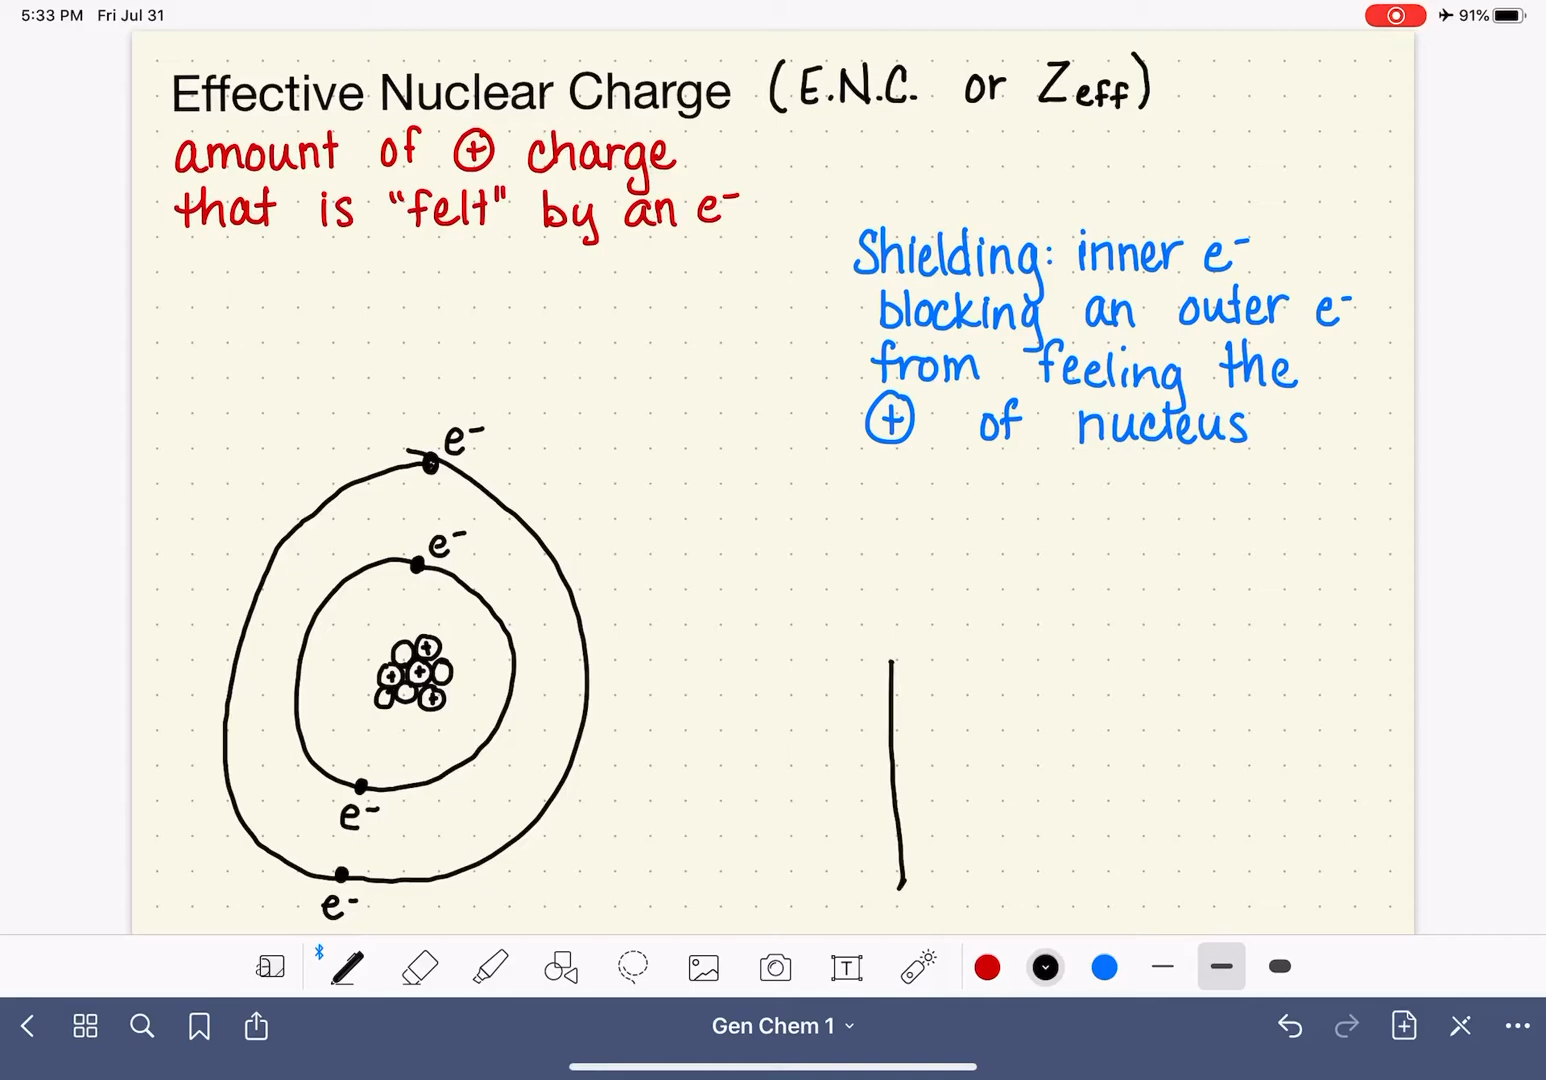 5:33 PM Fri Jul 31
91%
Effective Nuclear Charge (E.N.C. or Zeff)
amount of ⊕ charge
that is "felt" by an e⁻
Shielding: inner e⁻
blocking an outer e⁻
from feeling the
⊕ of nucleus
e⁻
e⁻
+
+ +
+
e⁻
e⁻
T
Gen Chem 1